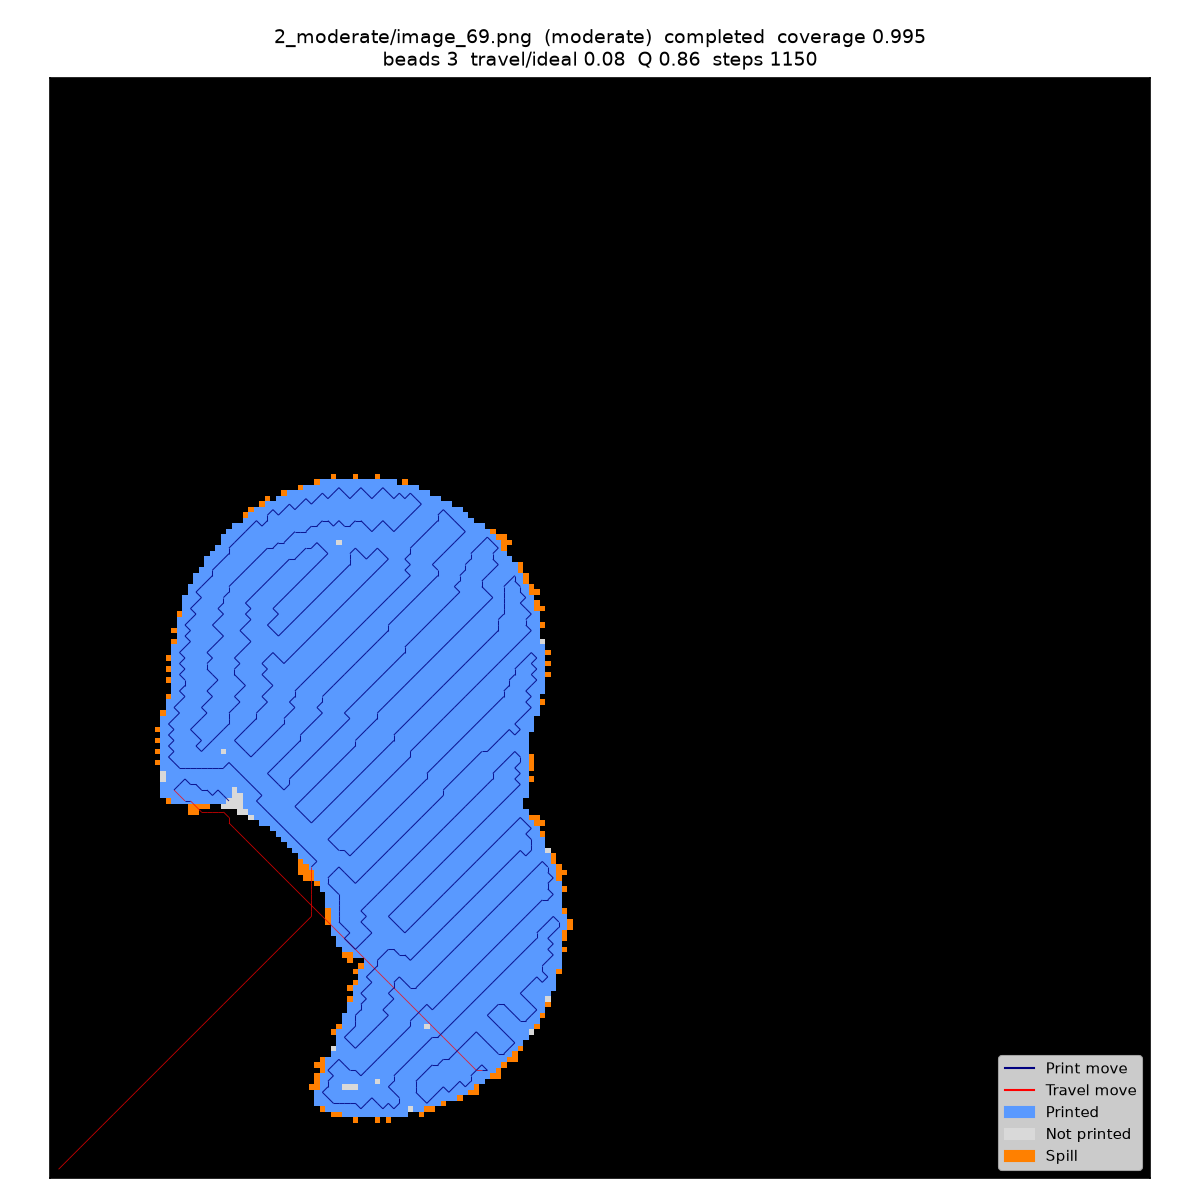 2_moderate/image_69.png  (moderate)  completed  coverage 0.995
beads 3  travel/ideal 0.08  Q 0.86  steps 1150
Print move
Travel move
Printed
Not printed
Spill